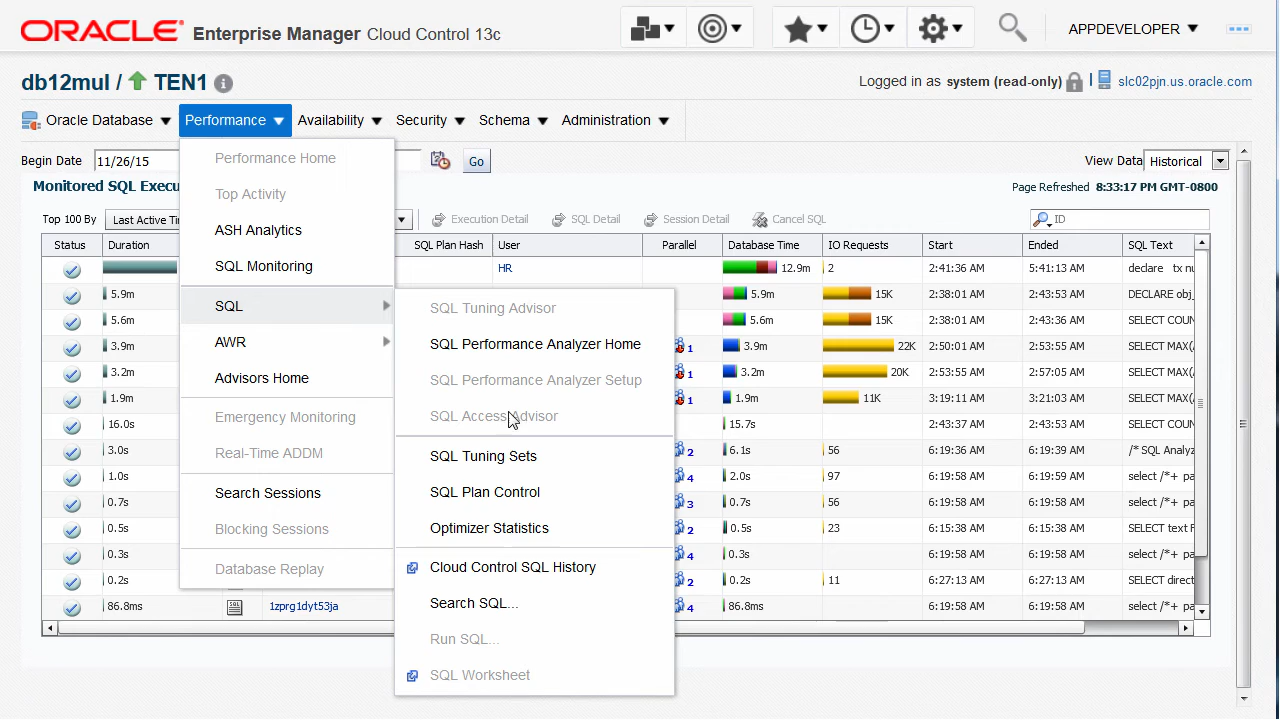 ORACLE Enterprise Manager Cloud Control 13c
APPDEVELOPER
db12mul / TEN1
Logged in as system (read-only) slc02pjn.us.oracle.com
Oracle Database Performance Availability Security Schema Administration
Begin Date 11/26/15 Go View Data Historical
Monitored SQL Execu
Page Refreshed 8:33:17 PM GMT-0800
Top 100 By Last Active Ti Execution Detail SQL Detail Session Detail Cancel SQL ID
Status Duration SQL Plan Hash User Parallel Database Time IO Requests Start Ended SQL Text
HR 12.9m 2 2:41:36 AM 5:41:13 AM declare tx nu
5.9m 5.9m 15K 2:38:01 AM 2:43:53 AM DECLARE obj_
5.6m 5.6m 15K 2:38:01 AM 2:43:36 AM SELECT COUN
3.9m 1 3.9m 22K 2:50:01 AM 2:53:55 AM SELECT MAX(
3.2m 1 3.2m 20K 2:53:55 AM 2:57:05 AM SELECT MAX(
1.9m 1 1.9m 11K 3:19:11 AM 3:21:03 AM SELECT MAX(
16.0s 15.7s 2:43:37 AM 2:43:53 AM SELECT COUN
3.0s 2 6.1s 56 6:19:36 AM 6:19:39 AM /* SQL Analyz
1.0s 4 2.0s 97 6:19:58 AM 6:19:59 AM select /*+ pa
0.7s 3 0.7s 56 6:19:58 AM 6:19:59 AM select /*+ pa
0.5s 2 0.5s 23 6:15:38 AM 6:15:38 AM SELECT text F
0.3s 4 0.3s 6:19:58 AM 6:19:58 AM select /*+ pa
0.2s 2 0.2s 11 6:27:13 AM 6:27:13 AM SELECT direct
86.8ms SQL 1zprg1dyt53ja 4 86.8ms 6:19:58 AM 6:19:58 AM select /*+ pa
Performance Home
Top Activity
ASH Analytics
SQL Monitoring
SQL
AWR
Advisors Home
Emergency Monitoring
Real-Time ADDM
Search Sessions
Blocking Sessions
Database Replay
SQL Tuning Advisor
SQL Performance Analyzer Home
SQL Performance Analyzer Setup
SQL Access Advisor
SQL Tuning Sets
SQL Plan Control
Optimizer Statistics
Cloud Control SQL History
Search SQL...
Run SQL...
SQL Worksheet